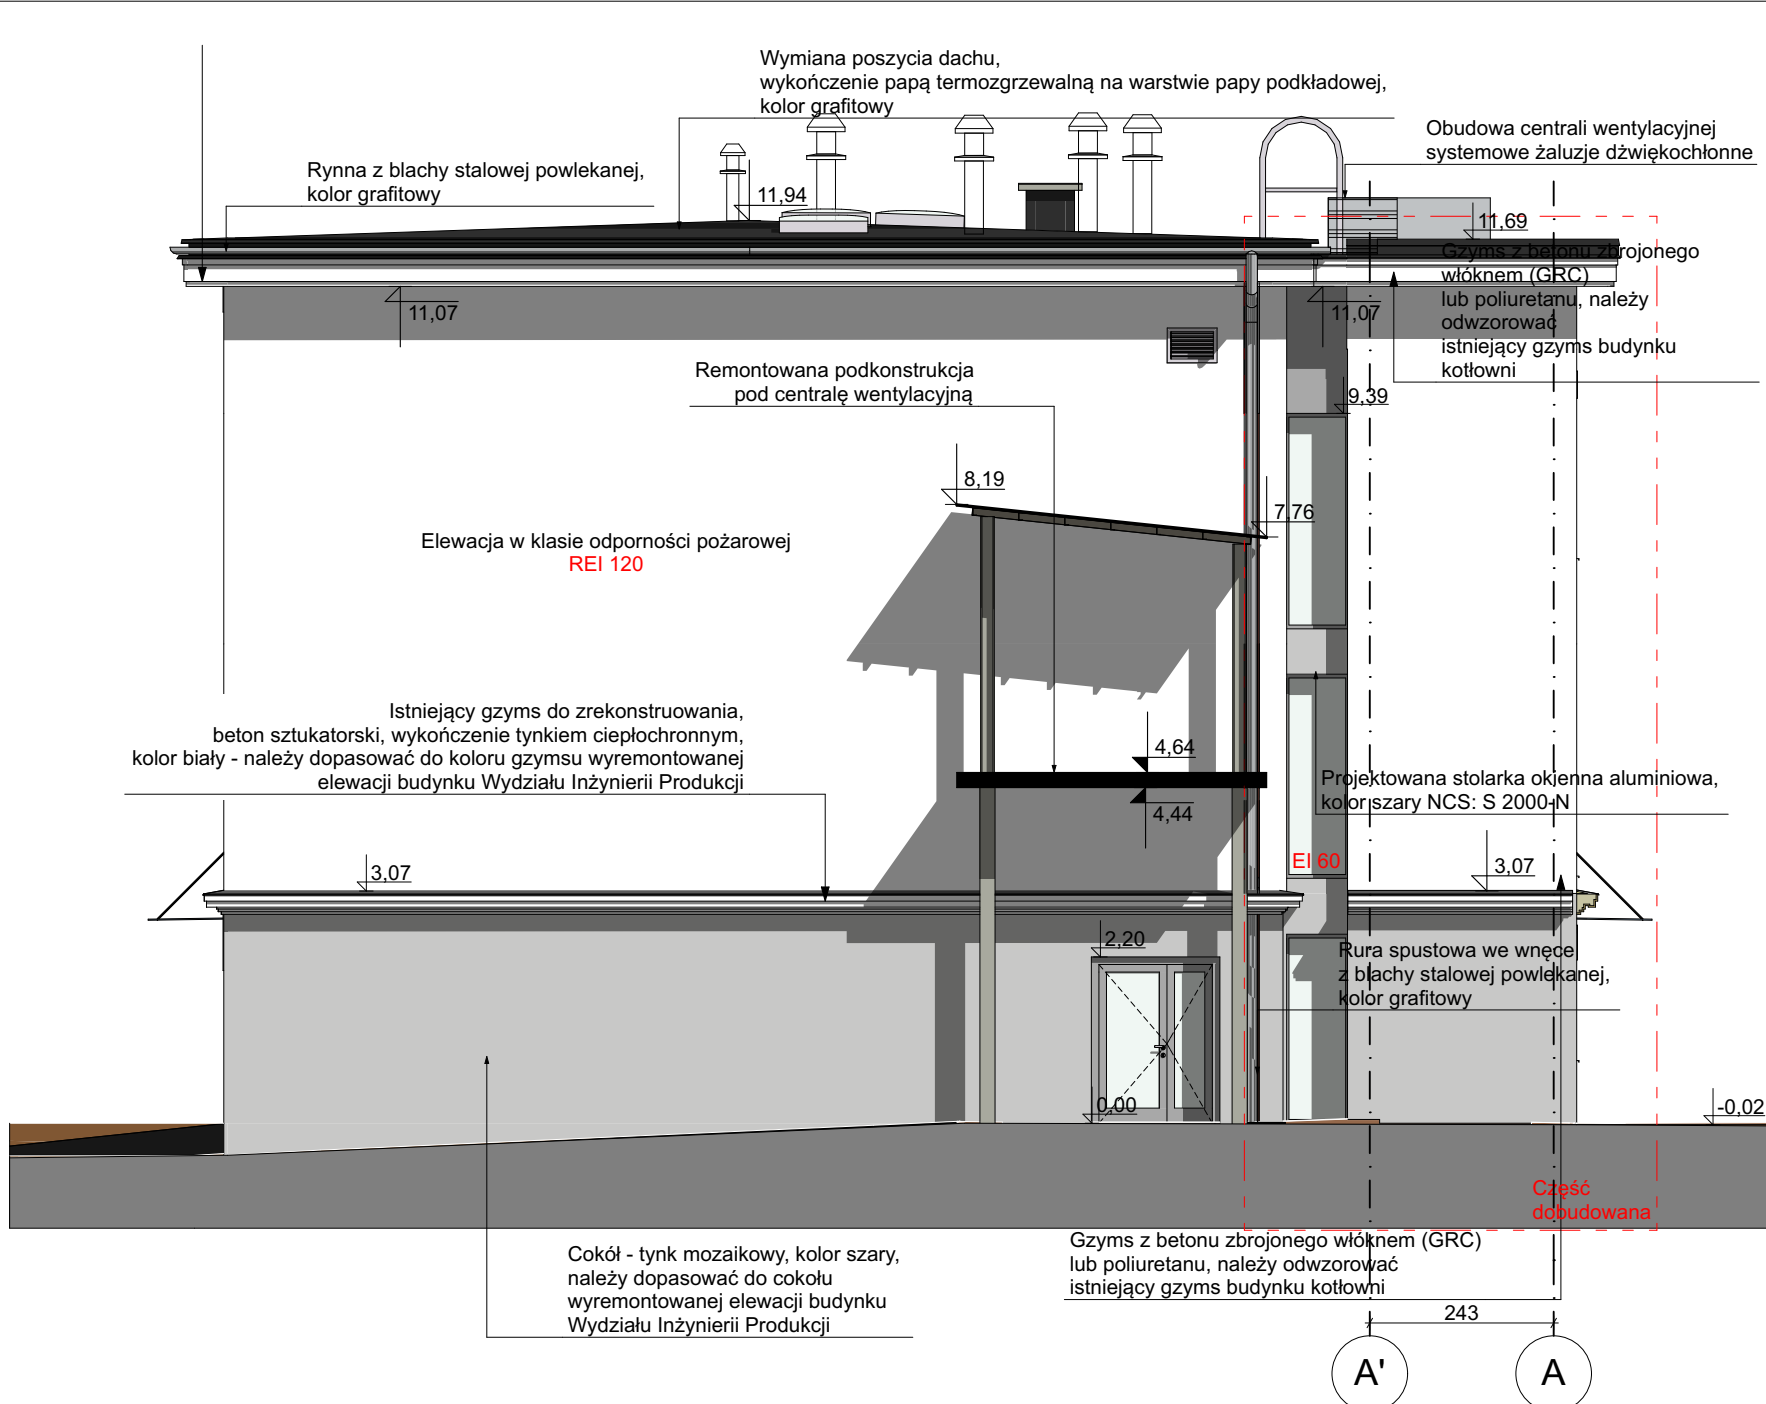 Wymiana poszycia dachu,
wykończenie papą termozgrzewalną na warstwie papy podkładowej,
kolor grafitowy
Obudowa centrali wentylacyjnej
systemowe żaluzje dźwiękochłonne
Rynna z blachy stalowej powlekanej,
kolor grafitowy
11,94
11,69
Gzyms z betonu zbrojonego
włóknem (GRC)
lub poliuretanu, należy
odwzorować
istniejący gzyms budynku
kotłowni
11,07
11,07
Remontowana podkonstrukcja
pod centralę wentylacyjną
9,39
8,19
7,76
Elewacja w klasie odporności pożarowej
REI 120
Istniejący gzyms do zrekonstruowania,
beton sztukatorski, wykończenie tynkiem ciepłochronnym,
kolor biały - należy dopasować do koloru gzymsu wyremontowanej
elewacji budynku Wydziału Inżynierii Produkcji
4,64
4,44
Projektowana stolarka okienna aluminiowa,
kolor szary NCS: S 2000-N
EI 60
3,07
3,07
2,20
Rura spustowa we wnęce
z blachy stalowej powlekanej,
kolor grafitowy
0,00
-0,02
Część
dobudowana
Cokół - tynk mozaikowy, kolor szary,
należy dopasować do cokołu
wyremontowanej elewacji budynku
Wydziału Inżynierii Produkcji
Gzyms z betonu zbrojonego włóknem (GRC)
lub poliuretanu, należy odwzorować
istniejący gzyms budynku kotłowni
243
A'
A